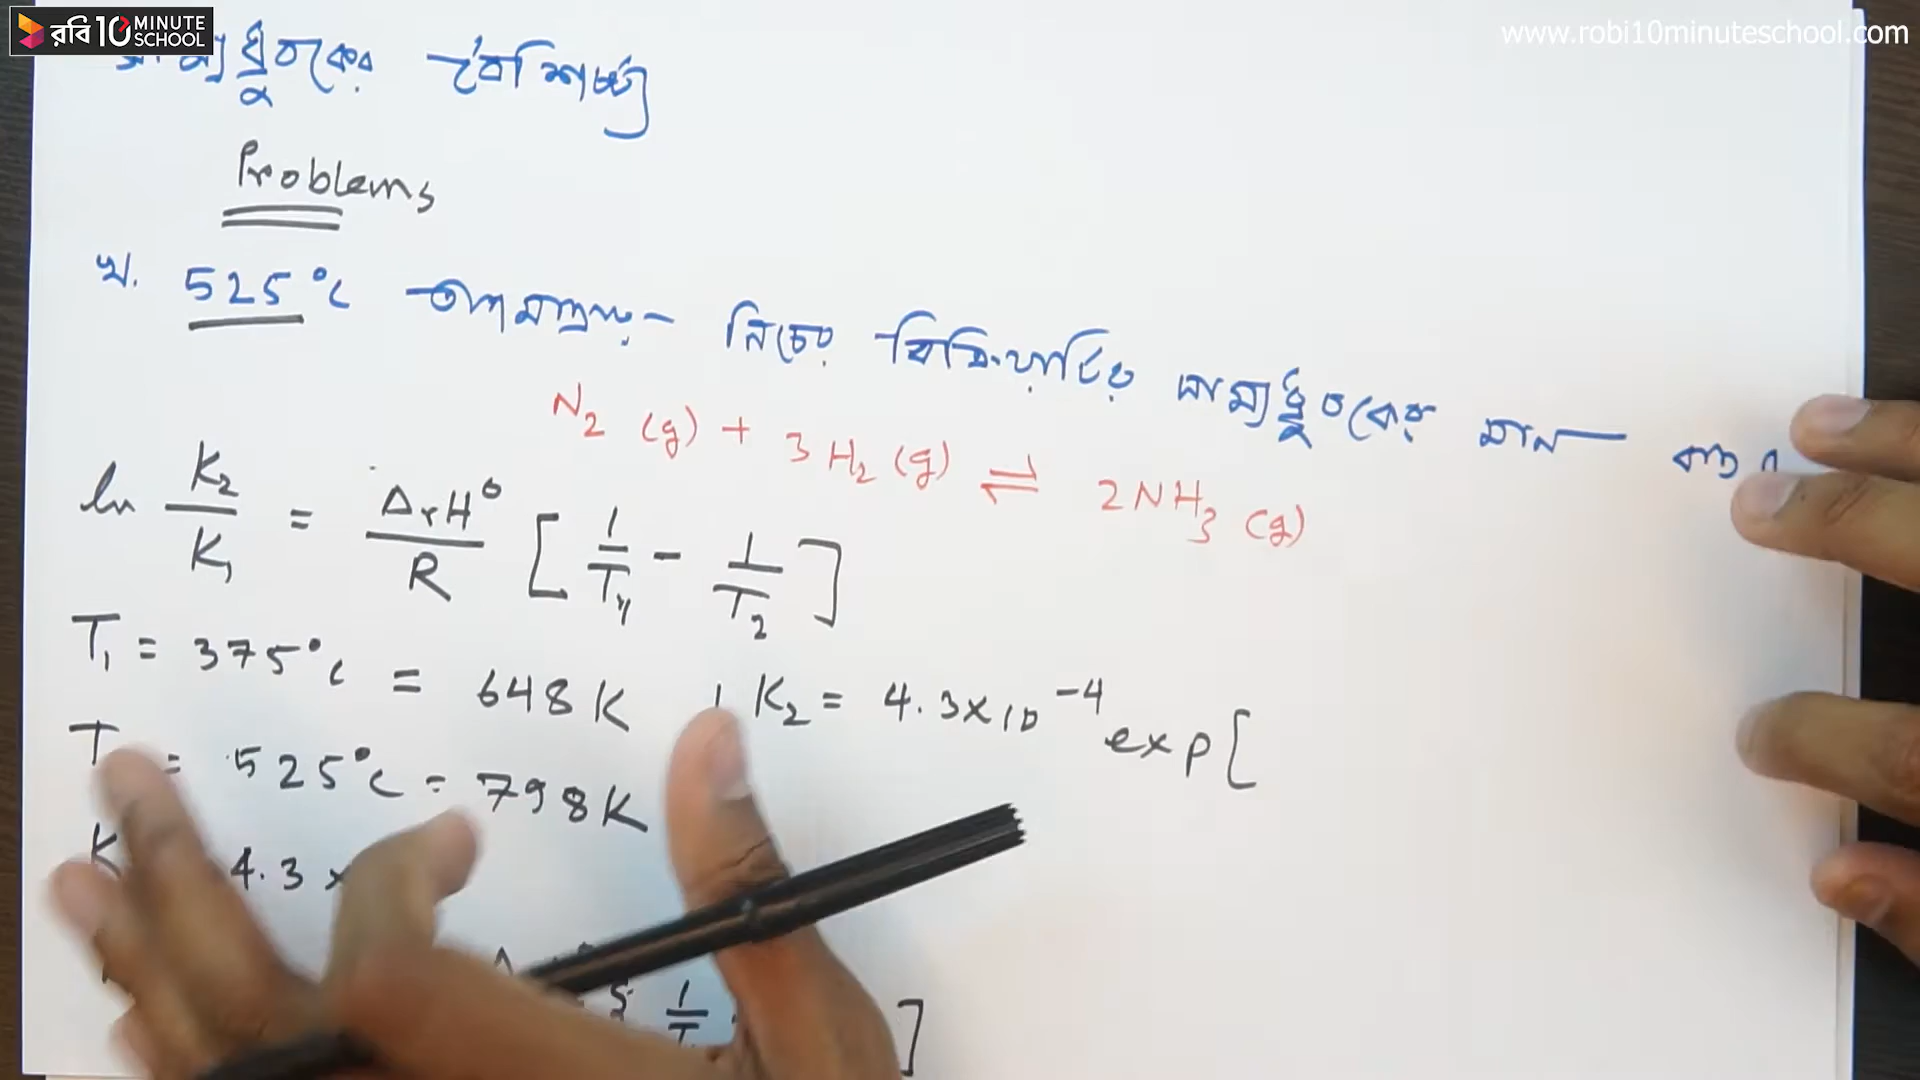 রবি 10 MINUTE SCHOOL
www.robi10minuteschool.com
সাম্যধ্রুবকের বৈশিষ্ট্য
Problems
খ. 525°C তাপমাত্রায় নিচের বিক্রিয়াটির সাম্যধ্রুবকের মান কত
N₂ (g) + 3H₂ (g) ⇌ 2NH₃ (g)
ln K₂/K₁ = ΔrH⁰/R [1/T₁ - 1/T₂]
T₁ = 375°C = 648K
K₂ = 4.3×10⁻⁴ exp[
T = 525°C = 798K
K 4.3 ×
1/T ]